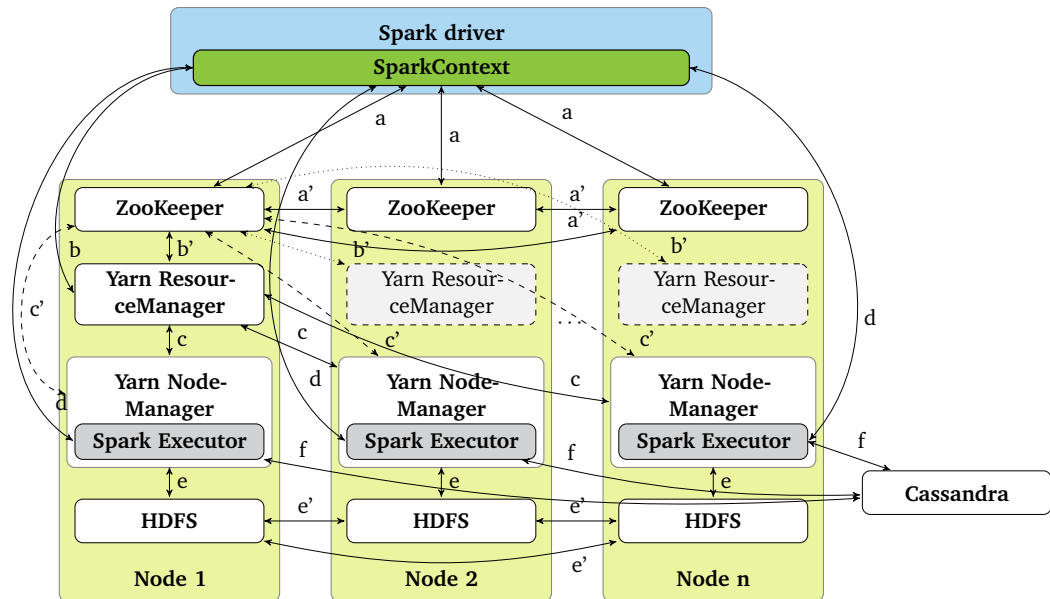 Spark driver
SparkContext
a
a
a
ZooKeeper
a'
ZooKeeper
a'
a'
ZooKeeper
b
b'
b'
b'
Yarn Resour-
ceManager
Yarn Resour-
ceManager
Yarn Resour-
ceManager
c'
c
c
c'
...
c'
d
d
d
c
d
Yarn Node-
Manager
Yarn Node-
Manager
Yarn Node-
Manager
Spark Executor
Spark Executor
Spark Executor
f
f
f
e
e
e
Cassandra
HDFS
e'
HDFS
e'
HDFS
e'
Node 1
Node 2
Node n